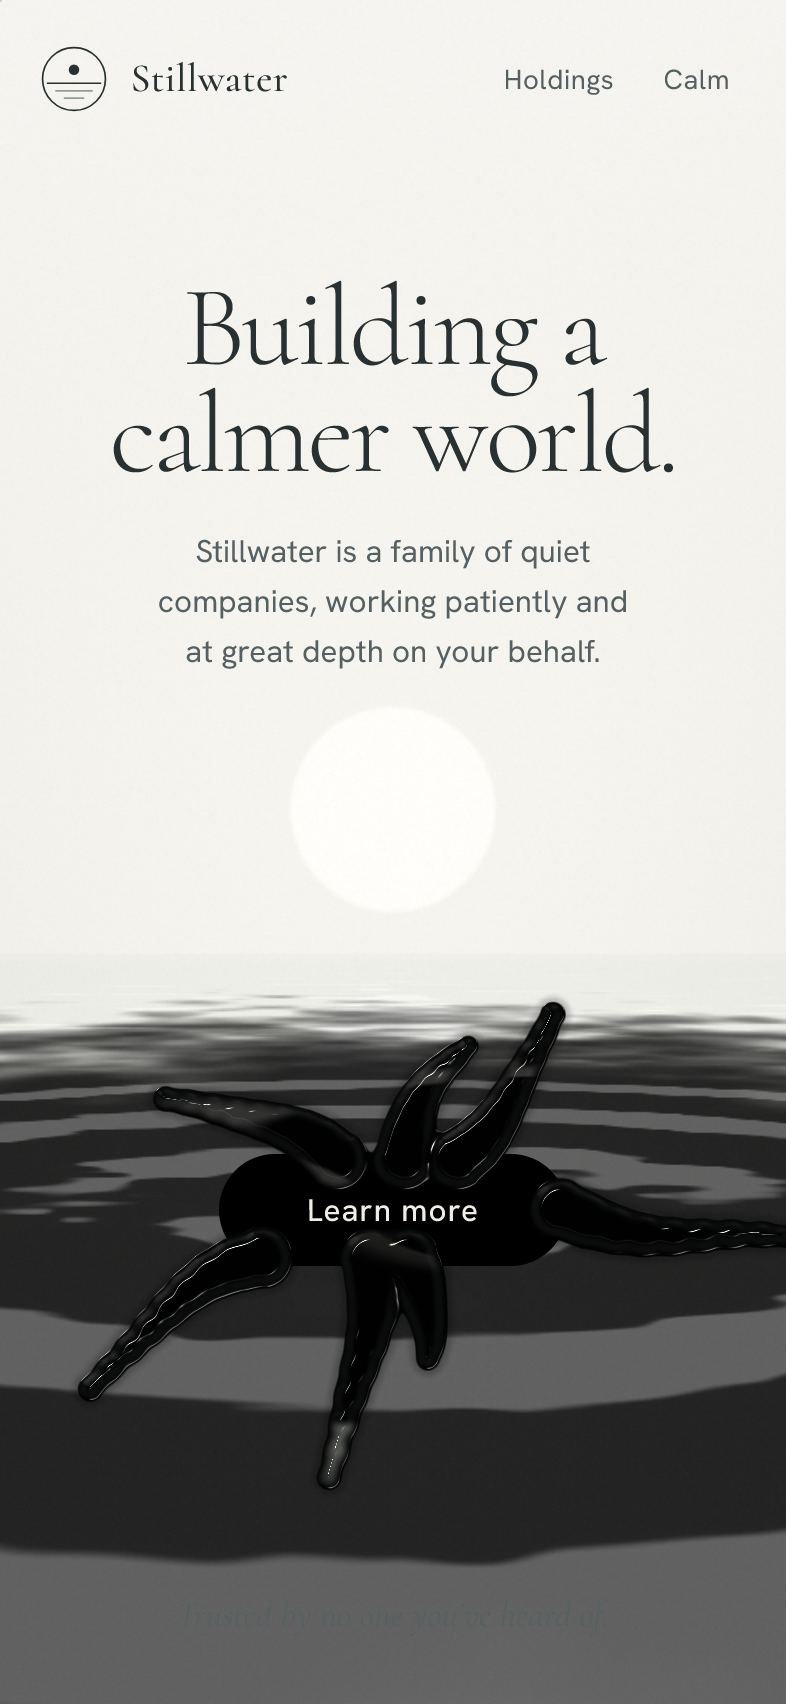 Stillwater
Holdings
Calm
Building a
calmer world.
Stillwater is a family of quiet
companies, working patiently and
at great depth on your behalf.
Learn more
Trusted by no one you've heard of.